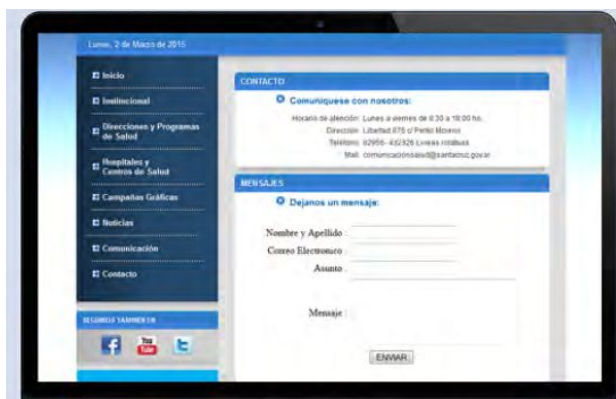 Lunes, 2 de Marzo de 2015
Inicio
Institucional
Direcciones y Programas
de Salud
Hospitales y
Centros de Salud
Campañas Gráficas
Noticias
Comunicación
Contacto
SEGUINOS TAMBIEN EN
You
Tube
CONTACTO
Comuniquese con nosotros:
Horario de atención: Lunes a viernes de 8:30 a 18:00 hs.
Dirección: Libertad 875 c/ Perito Moreno
Teléfono: 02966- 432326 Lineas rotativas
Mail: comunicacionsalud@santacruz.gov.ar
MENSAJES
Dejanos un mensaje:
Nombre y Apellido :
Correo Electronico :
Asunto :
Mensaje :
ENVIAR